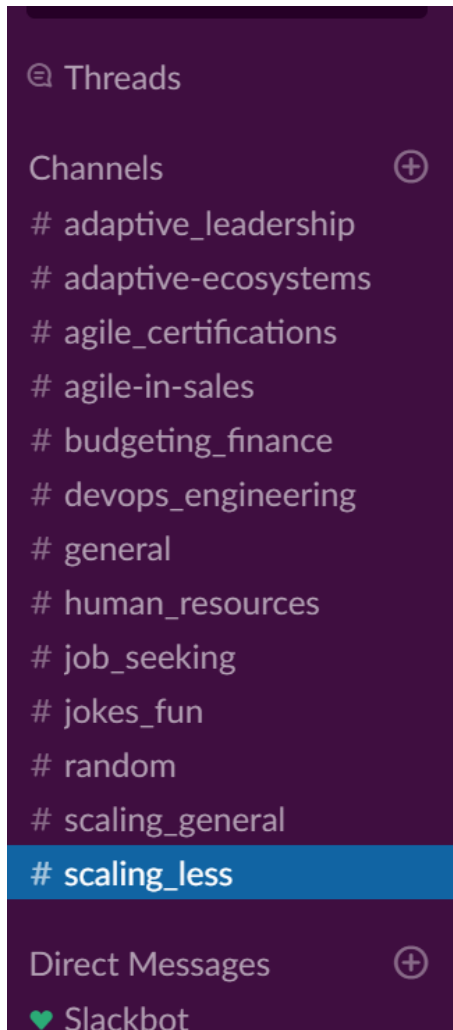 Threads
Channels
# adaptive_leadership
# adaptive-ecosystems
# agile_certifications
# agile-in-sales
# budgeting_finance
# devops_engineering
# general
# human_resources
# job_seeking
# jokes_fun
# random
# scaling_general
# scaling_less
Direct Messages
Slackbot